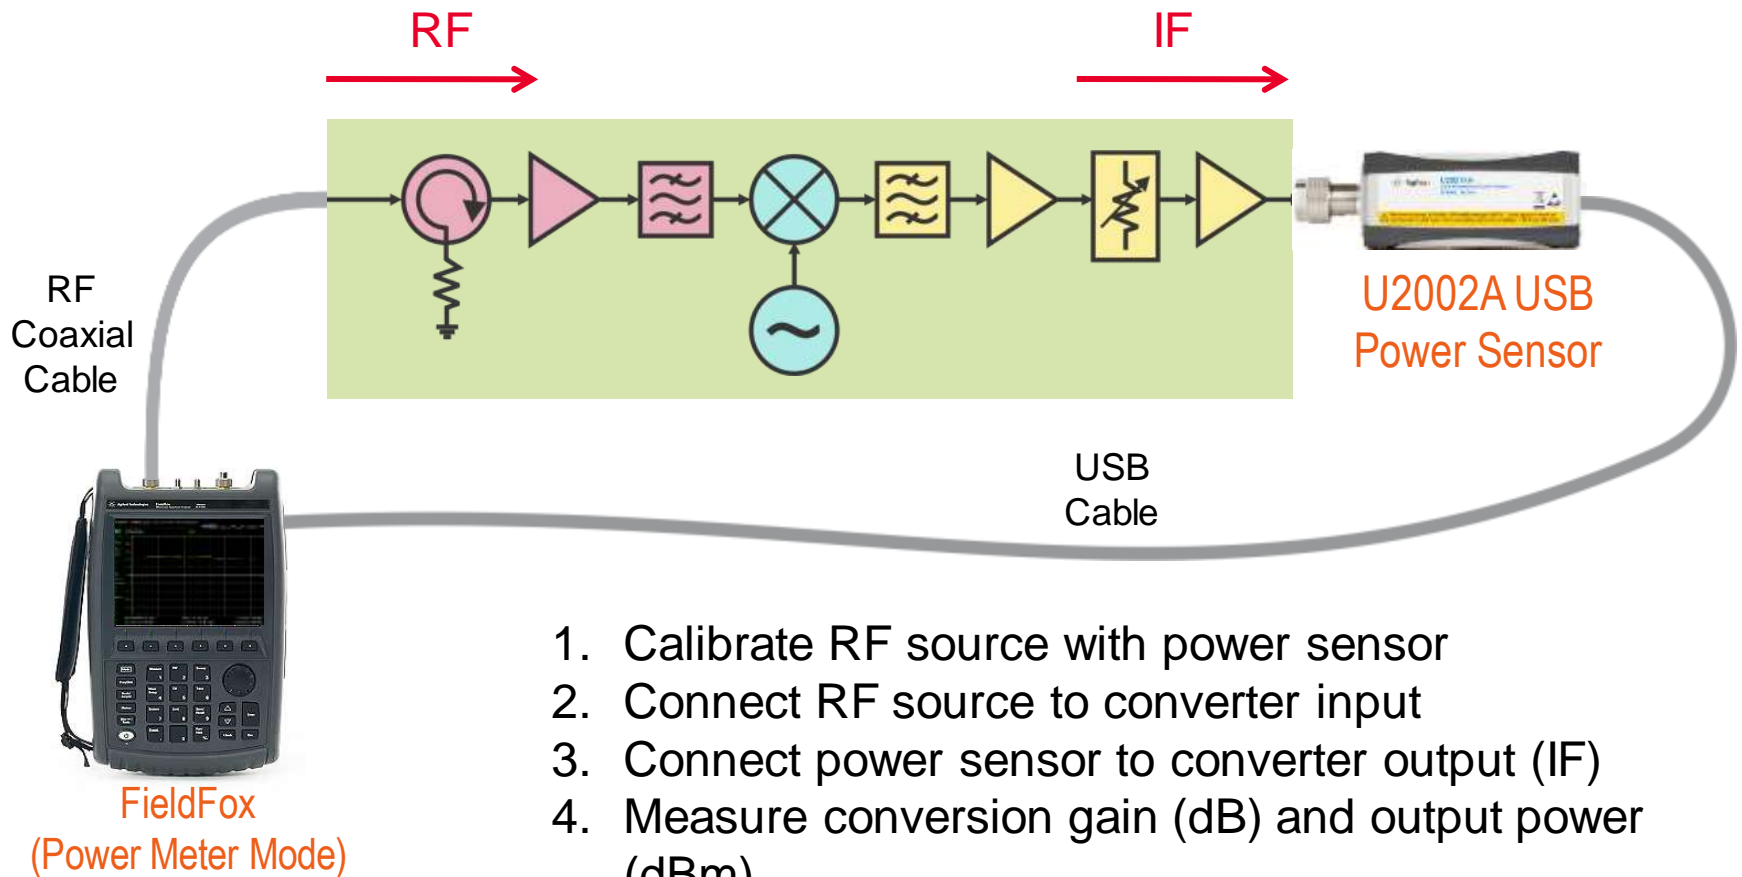 RF
IF
RF
Coaxial
Cable
U2002A USB
Power Sensor
USB
Cable
Agilent Technologies
FieldFox
(Power Meter Mode)
1. Calibrate RF source with power sensor
2. Connect RF source to converter input
3. Connect power sensor to converter output (IF)
4. Measure conversion gain (dB) and output power
(dBm)